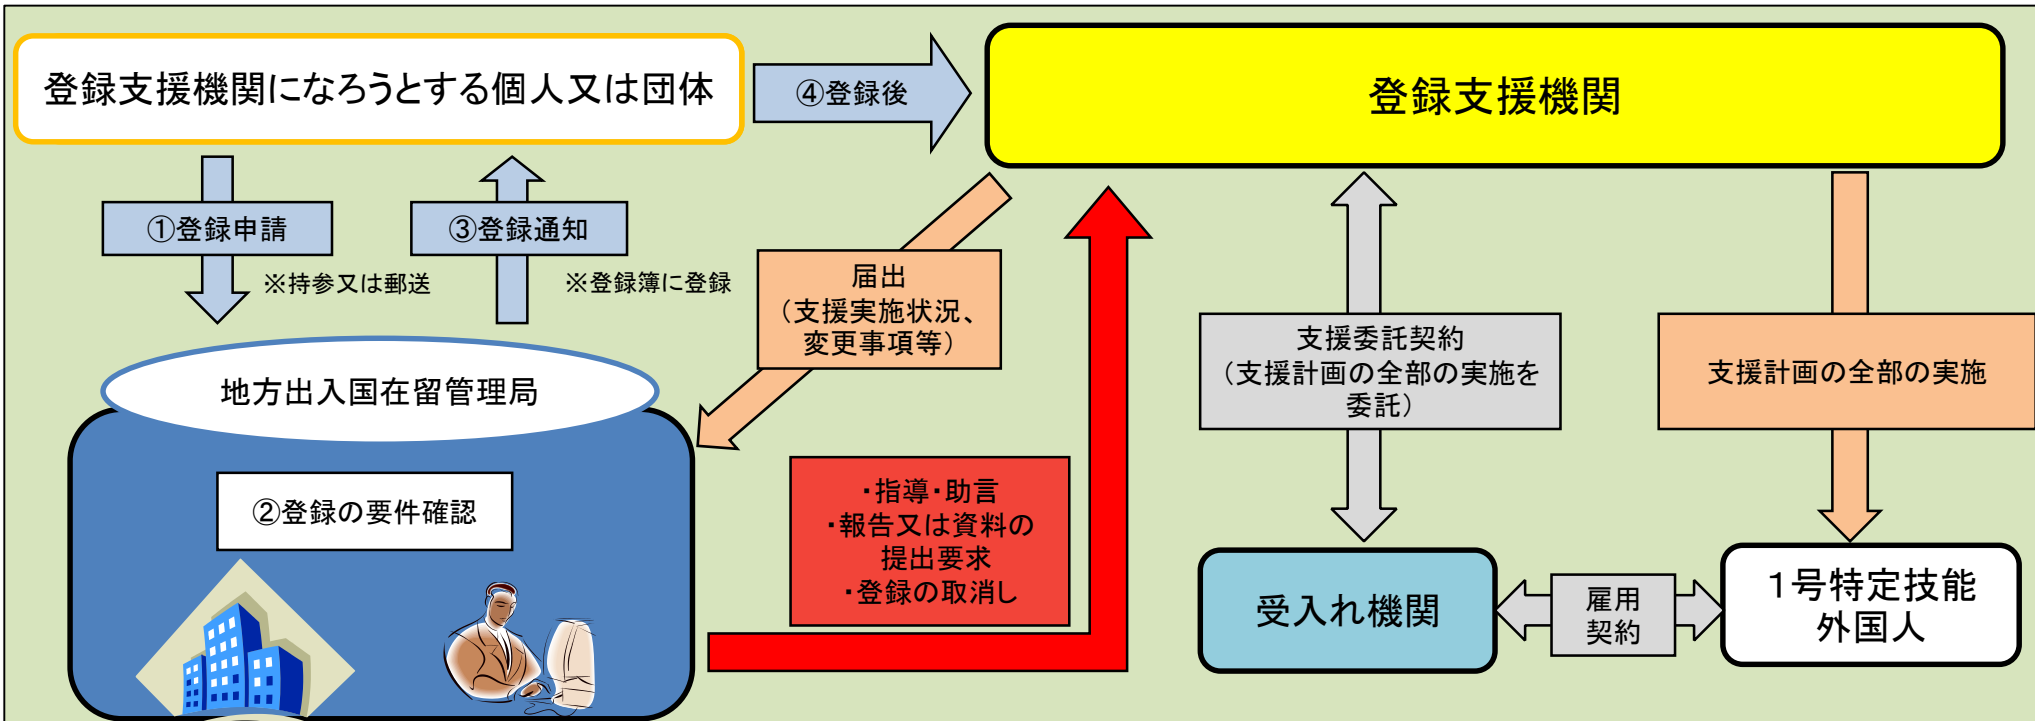 登録支援機関になろうとする個人又は団体
④登録後
登録支援機関
①登録申請
※持参又は郵送
③登録通知
※登録簿に登録
届出
（支援実施状況、
変更事項等）
支援委託契約
（支援計画の全部の実施を
委託）
支援計画の全部の実施
地方出入国在留管理局
②登録の要件確認
・指導・助言
・報告又は資料の
提出要求
・登録の取消し
受入れ機関
雇用
契約
１号特定技能
外国人